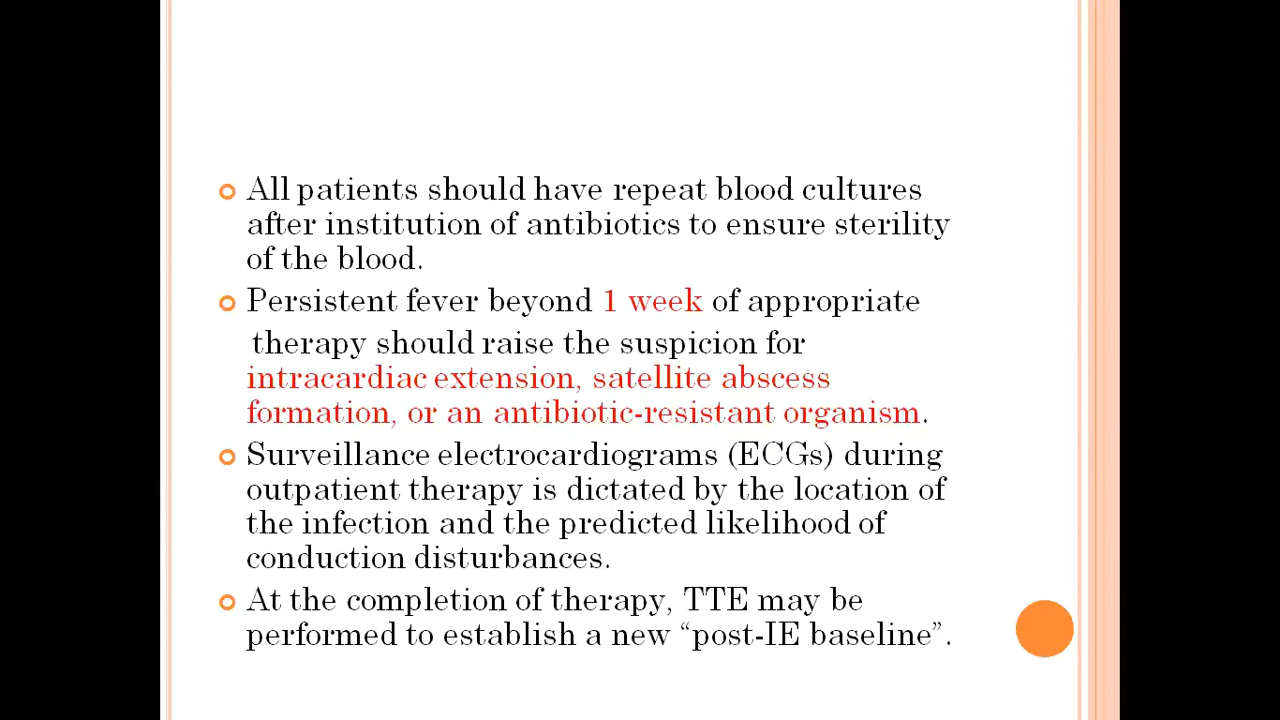 All patients should have repeat blood cultures
after institution of antibiotics to ensure sterility
of the blood.
Persistent fever beyond 1 week of appropriate
therapy should raise the suspicion for
intracardiac extension, satellite abscess
formation, or an antibiotic-resistant organism.
Surveillance electrocardiograms (ECGs) during
outpatient therapy is dictated by the location of
the infection and the predicted likelihood of
conduction disturbances.
At the completion of therapy, TTE may be
performed to establish a new “post-IE baseline”.